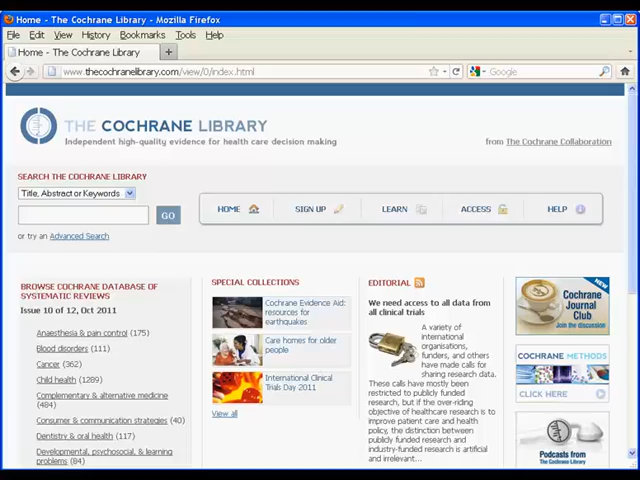 Home - The Cochrane Library - Mozilla Firefox
File Edit View History Bookmarks Tools Help
Home - The Cochrane Library
www.thecochranelibrary.com/view/0/index.html
Google
THE COCHRANE LIBRARY
Independent high-quality evidence for health care decision making
from The Cochrane Collaboration
SEARCH THE COCHRANE LIBRARY
Title, Abstract or Keywords
GO
or try an Advanced Search
HOME SIGN UP LEARN ACCESS HELP
BROWSE COCHRANE DATABASE OF
SYSTEMATIC REVIEWS
Issue 10 of 12, Oct 2011
Anaesthesia & pain control (175)
Blood disorders (111)
Cancer (362)
Child health (1289)
Complementary & alternative medicine
(484)
Consumer & communication strategies (40)
Dentistry & oral health (117)
Developmental, psychosocial, & learning
problems (84)
SPECIAL COLLECTIONS
Cochrane Evidence Aid:
resources for
earthquakes
Care homes for older
people
International Clinical
Trials Day 2011
View all
EDITORIAL
We need access to all data from
all clinical trials
A variety of
international
organisations,
funders, and
others have made calls for
sharing research data.
These calls have mostly been
restricted to publicly funded
research, but if the over-riding
objective of healthcare research is to
improve patient care and health
policy, the distinction between
publicly funded research and
industry-funded research is artificial
and irrelevant...
NEW
Cochrane
Journal
Club
Join the discussion
COCHRANE METHODS
CLICK HERE
Podcasts from
The Cochrane Library